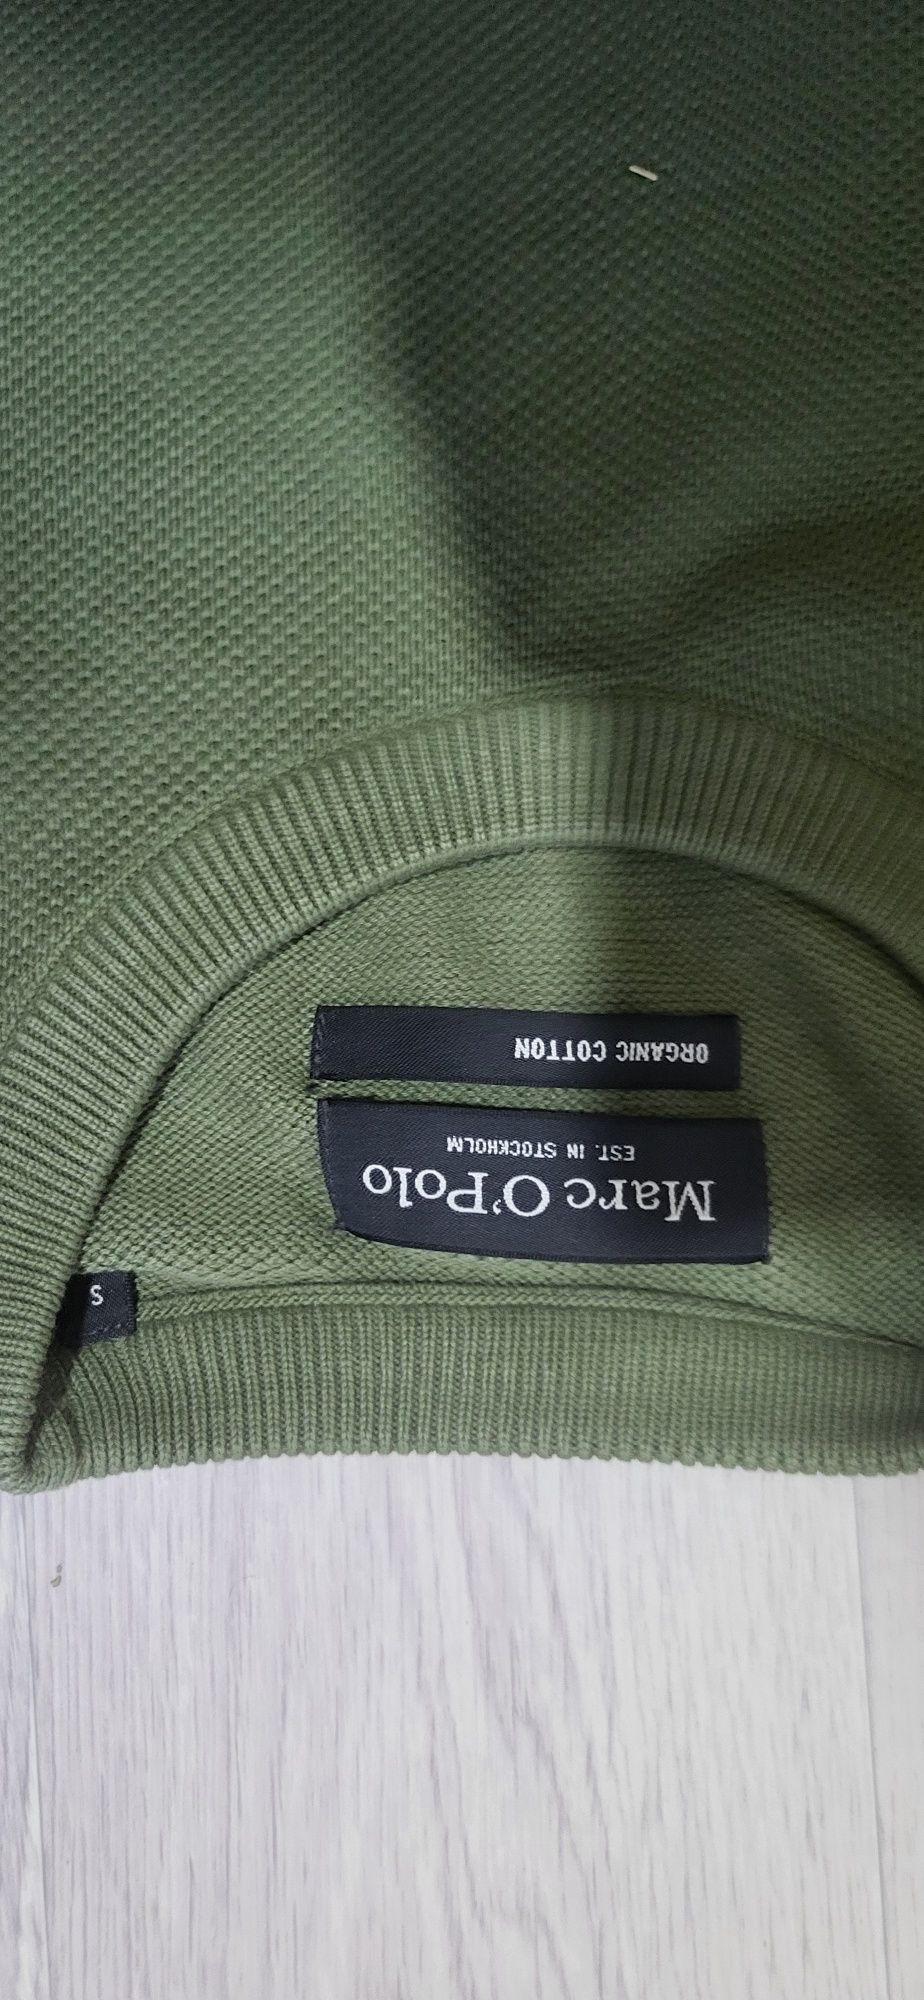 S
Marc O'Polo
EST. IN STOCKHOLM
ORGANIC COTTON